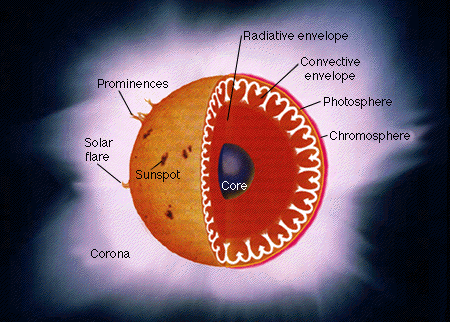 Radiative envelope
Convective
envelope
Prominences
Photosphere
Chromosphere
Solar
flare
Sunspot
Core
Corona